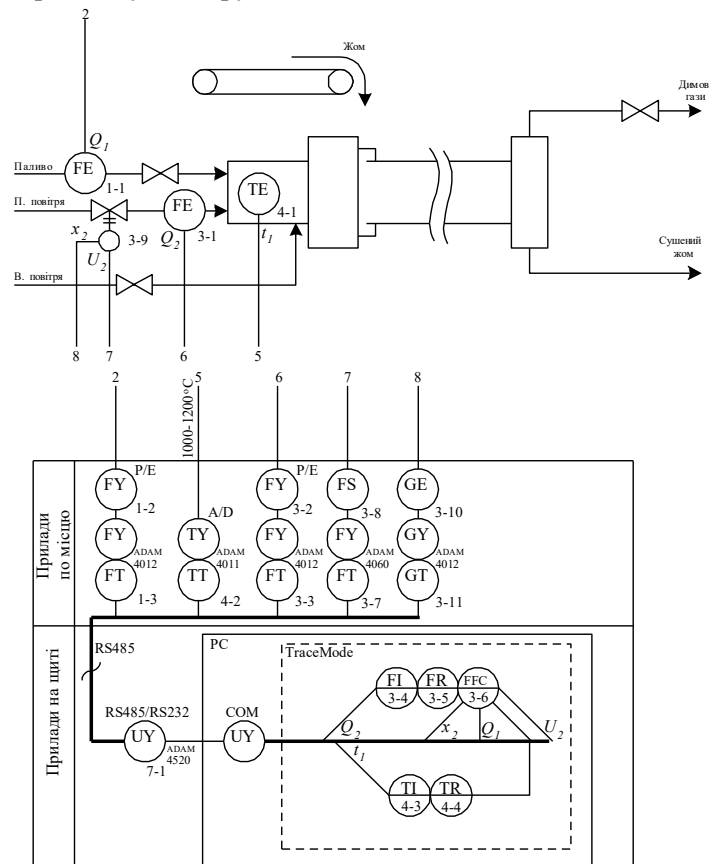 2
Жом
Димов
гази
Q1
Паливо
FE
1-1
TE
4-1
П. повітря
FE
x2
3-9
Q2
3-1
t1
U2
Сушений
жом
В. повітря
8
7
6
5
2
5
6
7
8
1000-1200°C
Прилади
по місцю
P/E
P/E
FY
FY
FS
GE
1-2
A/D
3-2
3-8
3-10
FY
TY
FY
FY
GY
ADAM
4012
ADAM
4011
ADAM
4012
ADAM
4060
ADAM
4012
FT
TT
FT
FT
GT
1-3
4-2
3-3
3-7
3-11
Прилади на щиті
RS485
PC
TraceMode
FI
3-4
FR
3-5
FFC
3-6
RS485/RS232
COM
Q2
x2
Q1
U2
UY
ADAM
4520
7-1
UY
t1
TI
4-3
TR
4-4